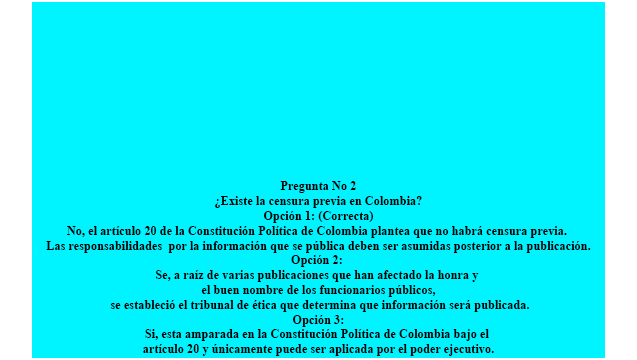 Pregunta No 2
¿Existe la censura previa en Colombia?
Opción 1: (Correcta)
No, el artículo 20 de la Constitución Política de Colombia plantea que no habrá censura previa.
Las responsabilidades por la información que se pública deben ser asumidas posterior a la publicación.
Opción 2:
Se, a raíz de varias publicaciones que han afectado la honra y
el buen nombre de los funcionarios públicos,
se estableció el tribunal de ética que determina que información será publicada.
Opción 3:
Si, esta amparada en la Constitución Política de Colombia bajo el
artículo 20 y únicamente puede ser aplicada por el poder ejecutivo.